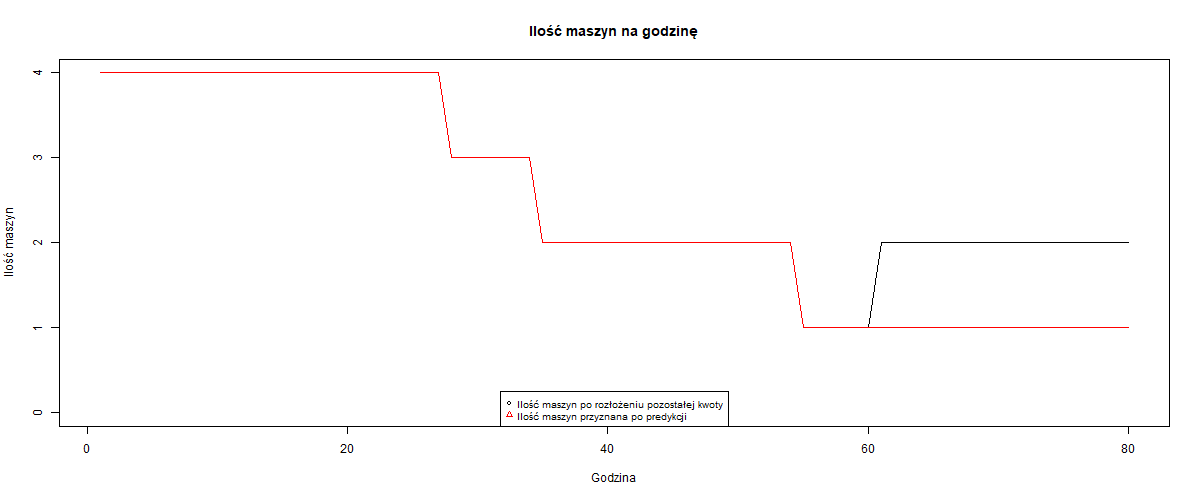 Ilość maszyn na godzinę
Ilość maszyn
4
3
2
1
0
Ilość maszyn po rozłożeniu pozostałej kwoty
Ilość maszyn przyznana po predykcji
0 20 40 60 80
Godzina